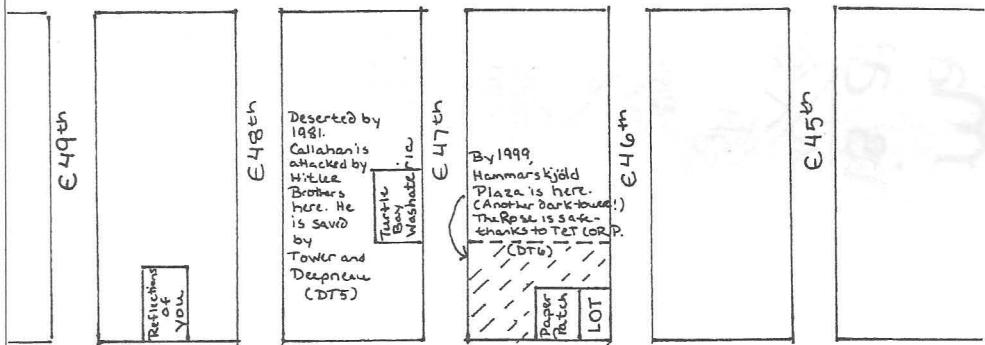 E 49th
Reflections
of
you
E 48th
Deserted by
1981.
Callahan is
attacked by
Hitler
Brothers
here. He
is saved
by
Tower and
Deepneau
(DT5)
Turtle
Bay
Washateria
E 47th
By 1999,
Hammarskjöld
Plaza is here.
(Another dark tower!)
The Rose is safe-
thanks to TET CORP.
(DT6)
Paper
Patch
LOT
E 46th
E 45th